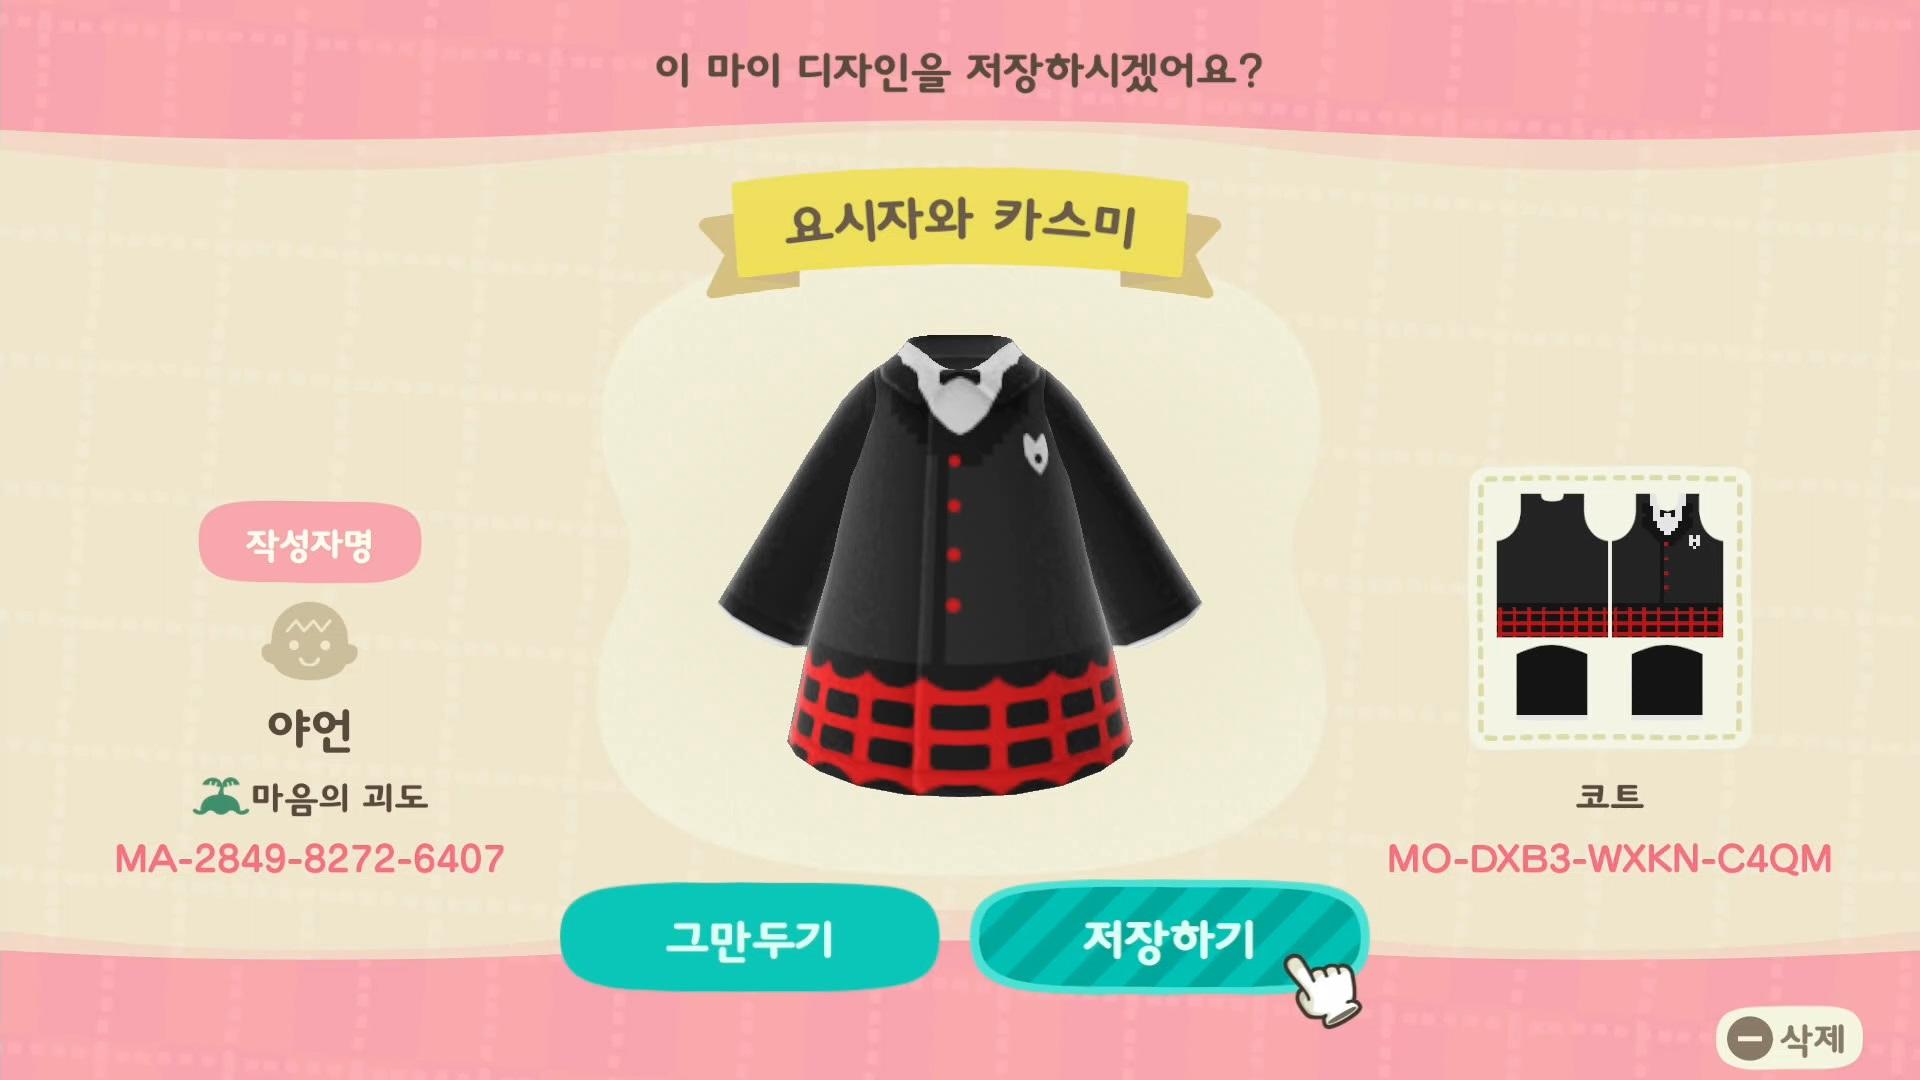 이 마이 디자인을 저장하시겠어요?
요시자와 카스미
작성자명
야언
마음의 괴도
MA-2849-8272-6407
코트
MO-DXB3-WXKN-C4QM
그만두기
저장하기
삭제